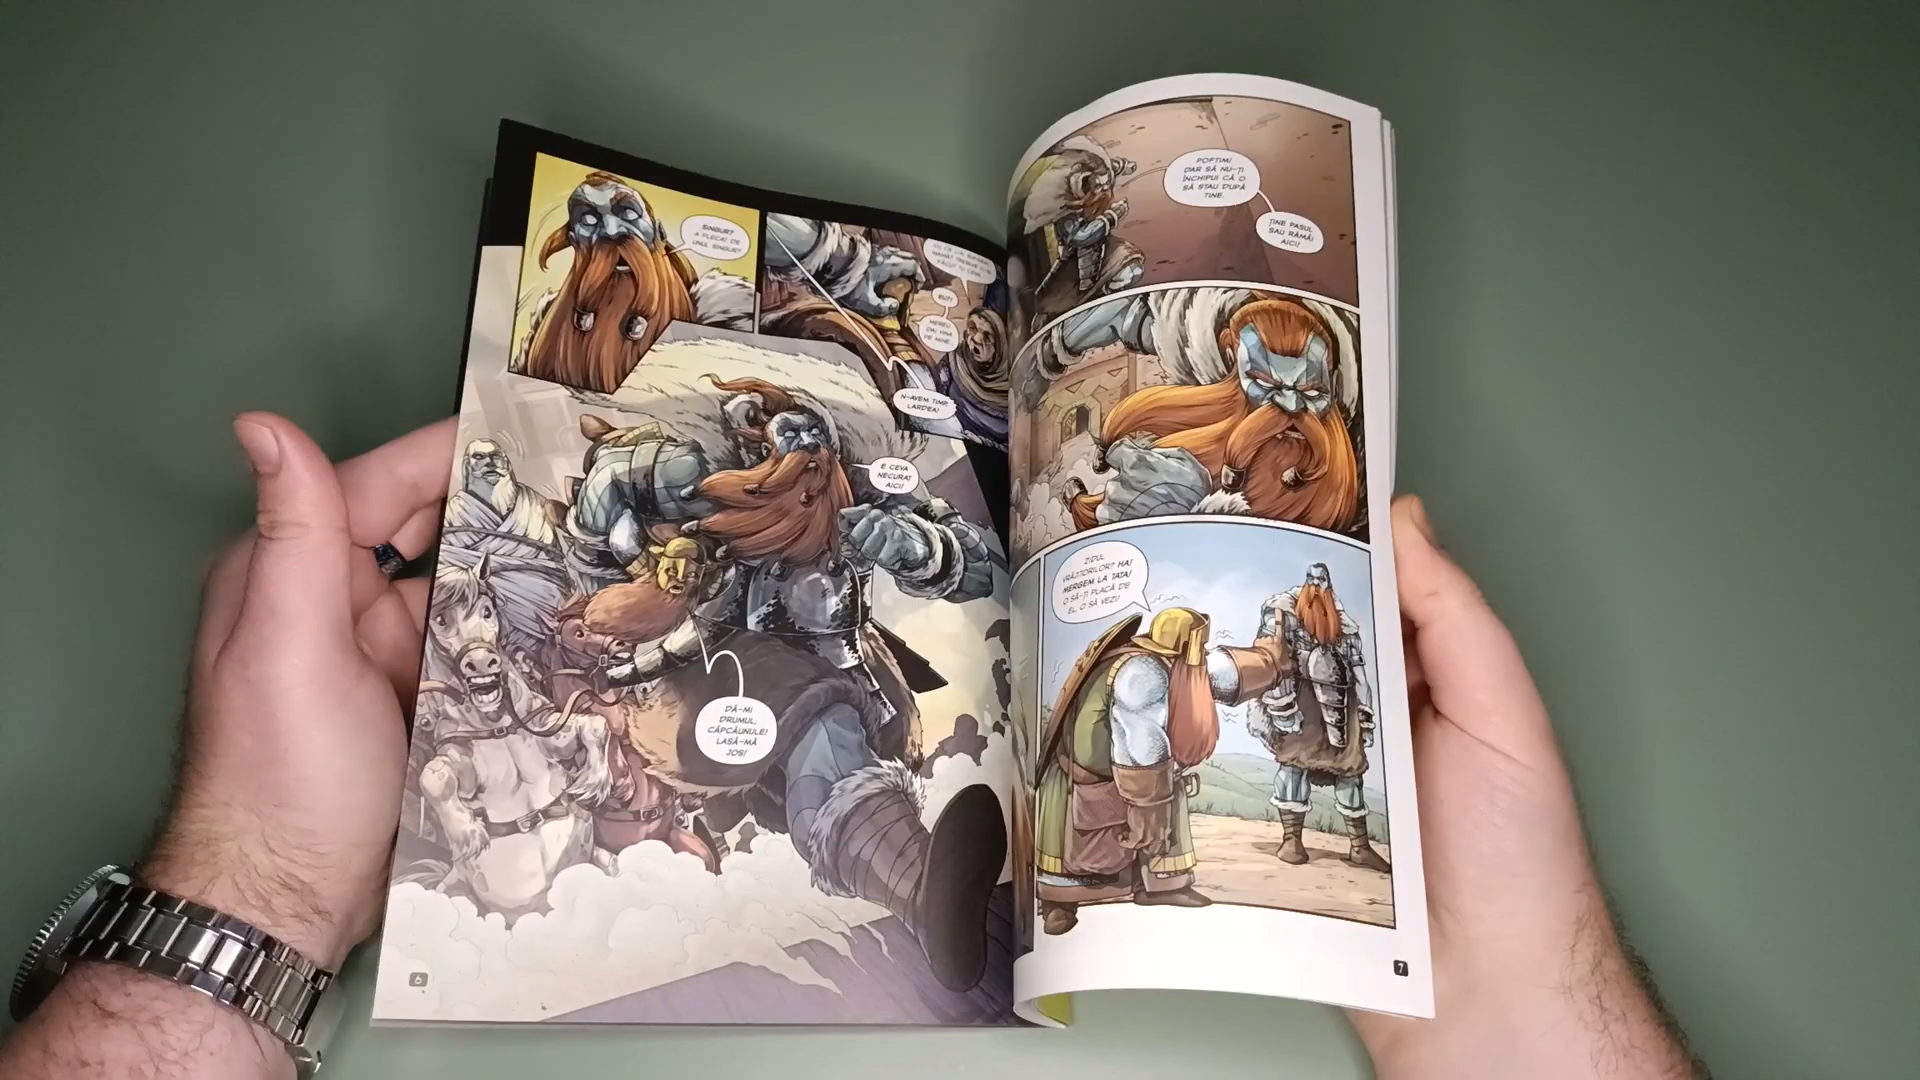 SINGUR?
A PLECAT DE
UNUL SINGUR?
EU?!
MEREU
DAI VINA
PE MINE.
N-AVEM TIMP,
LARDEA!
E CEVA
NECURAT
AICI!
DĂ-MI
DRUMUL,
CĂPCĂUNULE!
LASĂ-MĂ
JOS!
6
POFTIM!
DAR SĂ NU-ȚI
ÎNCHIPUI CĂ O
SĂ STAU DUPĂ
TINE.
ȚINE PASUL
SAU RĂMÂI
AICI!
ZIDUL
VRĂJITORILOR? HA!
MERGEM LA TATA!
O SĂ-ȚI PLACĂ DE
EL, O SĂ VEZI!
7